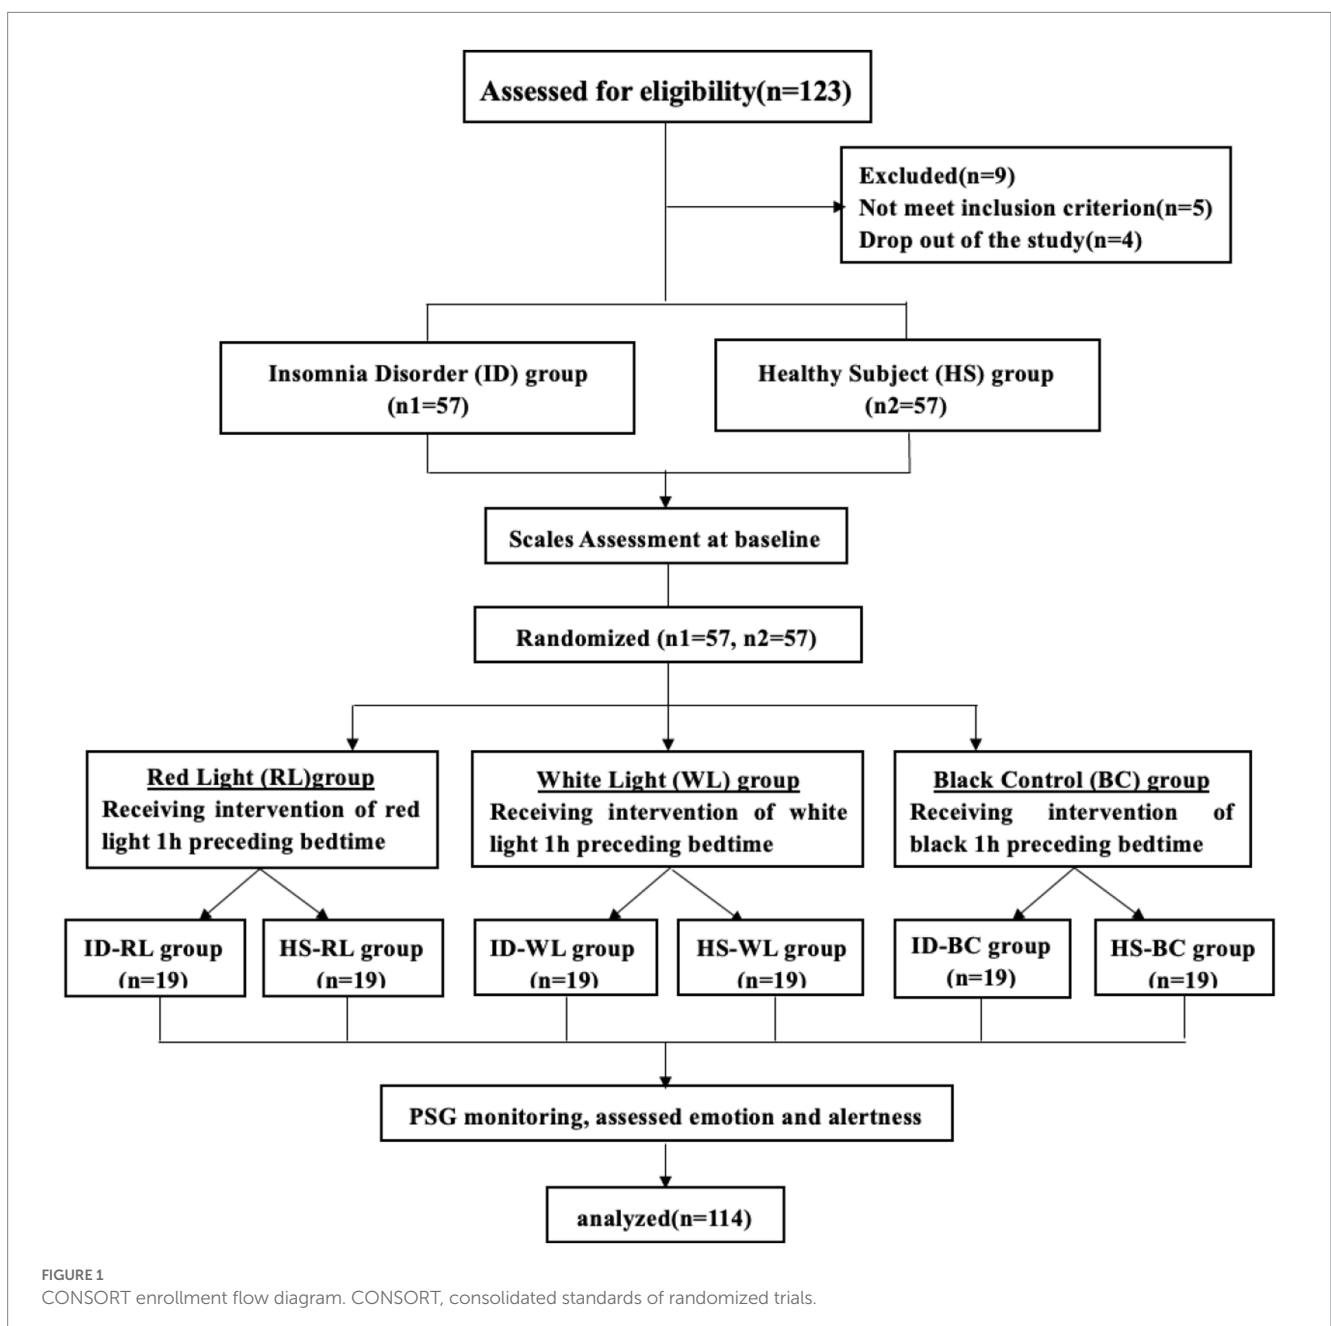 Assessed for eligibility(n=123)
Excluded(n=9)
Not meet inclusion criterion(n=5)
Drop out of the study(n=4)
Insomnia Disorder (ID) group
(n1=57)
Healthy Subject (HS) group
(n2=57)
Scales Assessment at baseline
Randomized (n1=57, n2=57)
Red Light (RL)group
Receiving intervention of red
light 1h preceding bedtime
White Light (WL) group
Receiving intervention of white
light 1h preceding bedtime
Black Control (BC) group
Receiving intervention of
black 1h preceding bedtime
ID-RL group
(n=19)
HS-RL group
(n=19)
ID-WL group
(n=19)
HS-WL group
(n=19)
ID-BC group
(n=19)
HS-BC group
(n=19)
PSG monitoring, assessed emotion and alertness
analyzed(n=114)
FIGURE 1
CONSORT enrollment flow diagram. CONSORT, consolidated standards of randomized trials.